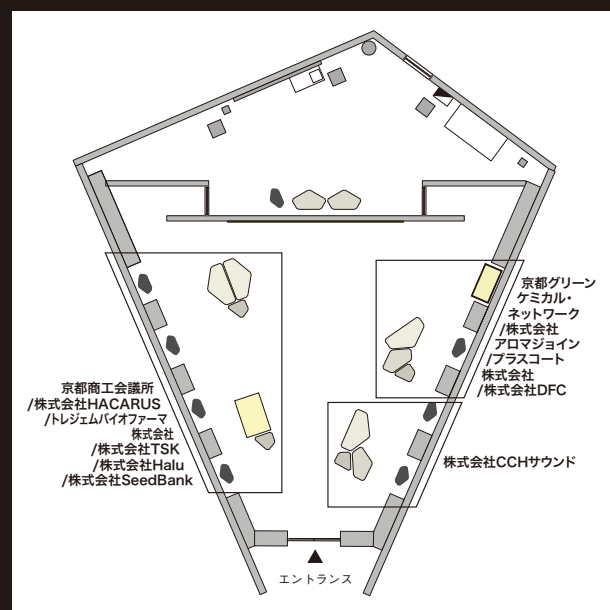 京都グリーン
ケミカル・
ネットワーク
/株式会社
アロマジョイン
/プラスコート
株式会社
/株式会社DFC
京都商工会議所
/株式会社HACARUS
/トレジェムバイオファーマ
株式会社
/株式会社TSK
/株式会社Halu
/株式会社SeedBank
株式会社CCHサウンド
エントランス